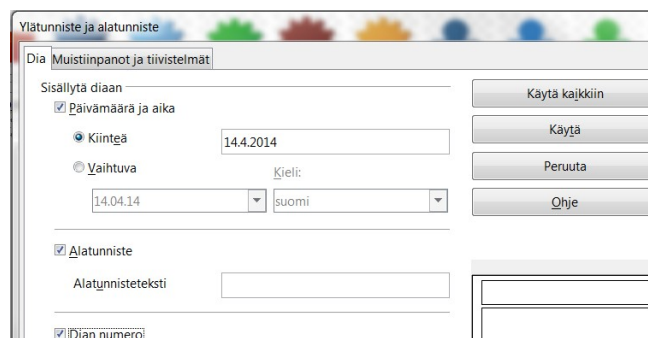 Ylätunniste ja alatunniste
Dia Muistiinpanot ja tiivistelmät
Sisällytä diaan
Päivämäärä ja aika
Kiinteä 14.4.2014
Vaihtuva
Kieli:
14.04.14 suomi
Alatunniste
Alatunnisteteksti
Dian numero
Käytä kaikkiin
Käytä
Peruuta
Ohje